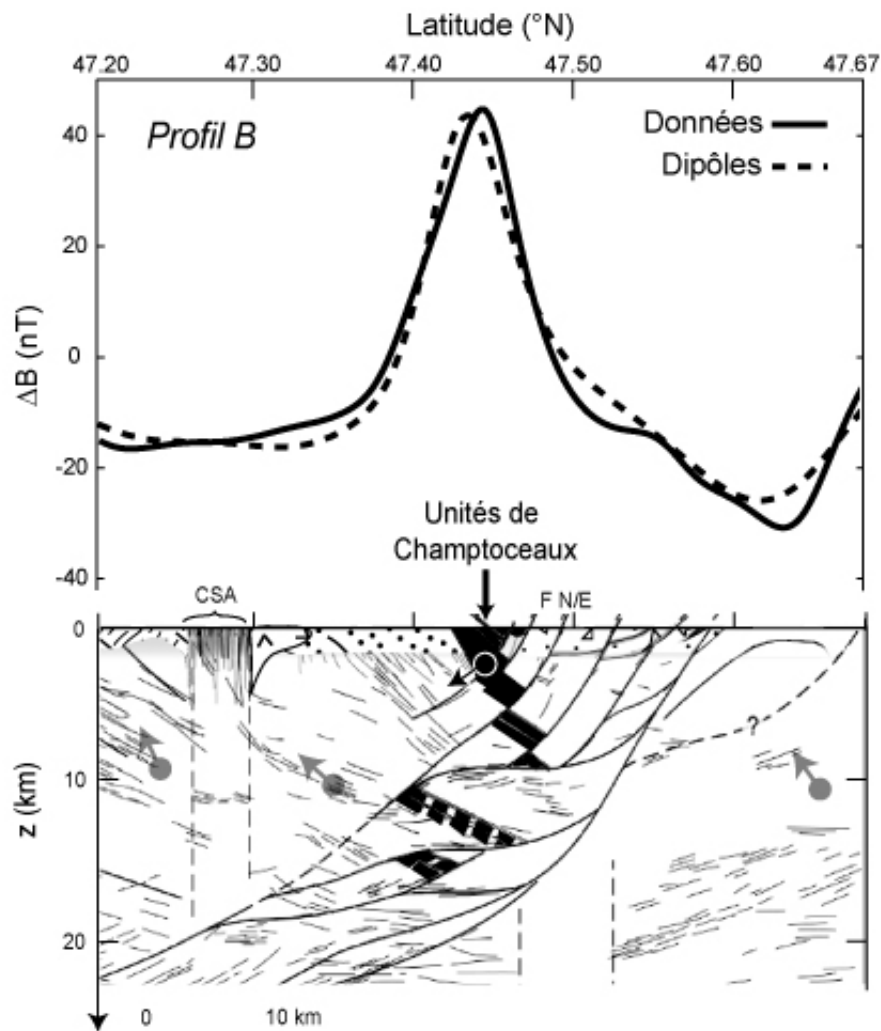 Latitude (°N)
47.20 47.30 47.40 47.50 47.60 47.67
Profil B
Données
Dipôles
ΔB (nT)
40
20
0
-20
-40
Unités de
Champtoceaux
CSA
F N/E
0
?
10
z (km)
20
0 10 km